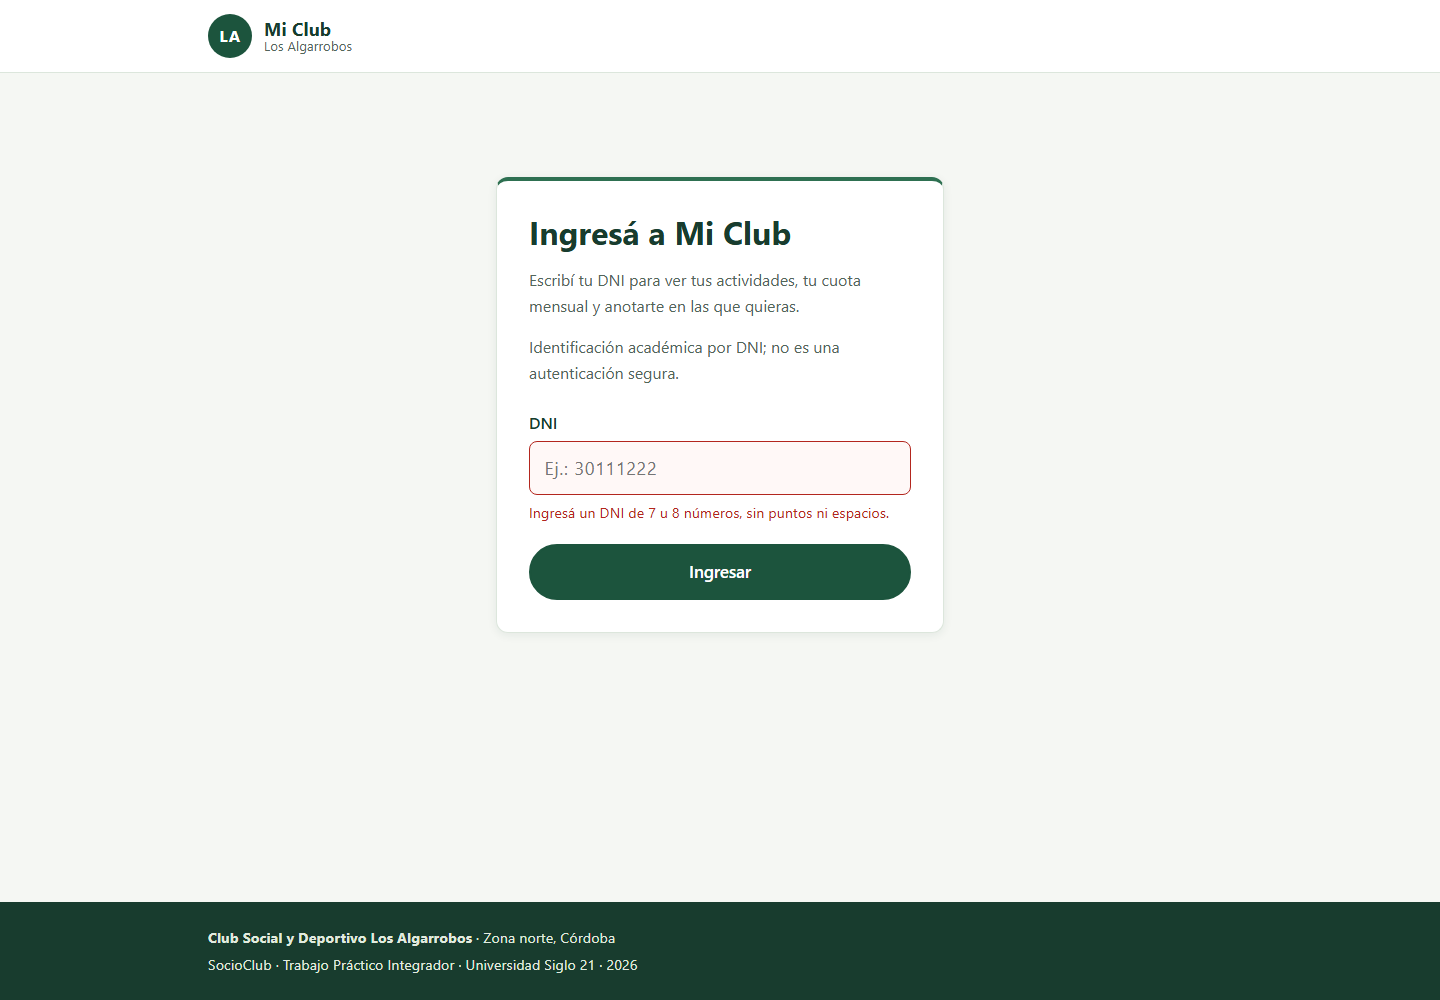 LA
Mi Club
Los Algarrobos
Ingresá a Mi Club
Escribí tu DNI para ver tus actividades, tu cuota
mensual y anotarte en las que quieras.
Identificación académica por DNI; no es una
autenticación segura.
DNI
Ej.: 30111222
Ingresá un DNI de 7 u 8 números, sin puntos ni espacios.
Ingresar
Club Social y Deportivo Los Algarrobos · Zona norte, Córdoba
SocioClub · Trabajo Práctico Integrador · Universidad Siglo 21 · 2026